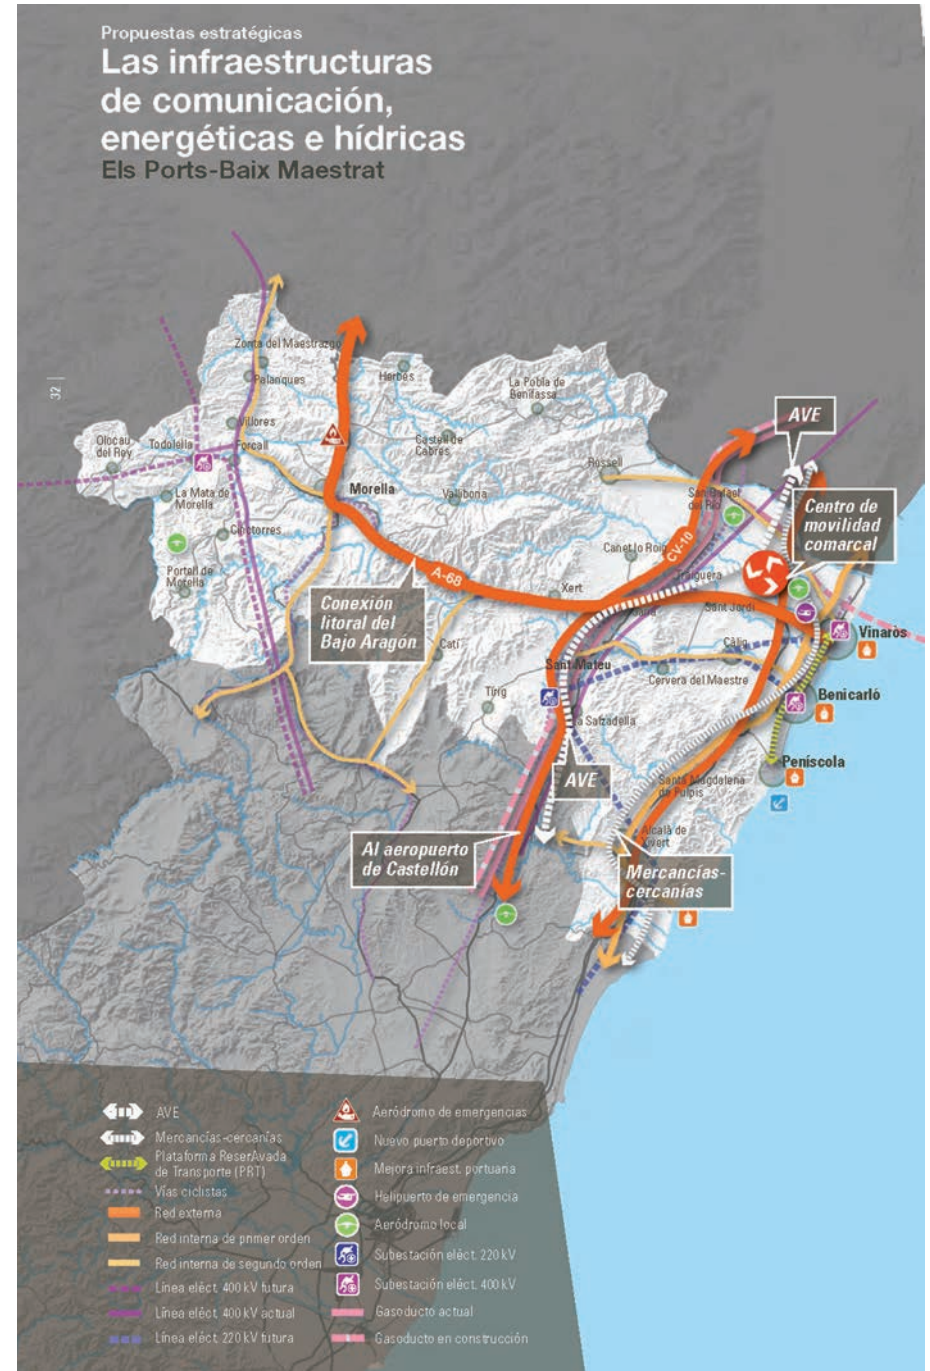 Propuestas estratégicas
Las infraestructuras
de comunicación,
energéticas e hídricas
Els Ports-Baix Maestrat
32
Zorita del Maestrazgo
Palanques
Herbés
La Pobla de
Benifassa
AVE
Villores
Olocau
del Rey
Todolella
Forcall
Castell de
Cabres
Rossell
La Mata de
Morella
Morella
Vallibona
San Rafael
del Río
Centro de
movilidad
comarcal
Cinctorres
Canet lo Roig
CV-10
Portell de
Morella
A-68
Xert
Traiguera
Conexión
litoral del
Bajo Aragón
Sant Jordi
Vinaròs
Catí
Càlig
Sant Mateu
Cervera del Maestre
Tírig
Benicarló
La Salzadella
AVE
Peníscola
Santa Magdalena
de Pulpis
Alcalà de
Xivert
Al aeropuerto
de Castellón
Mercancías-
cercanías
AVE
Mercancías-cercanías
Plataforma ReserAvada
de Transporte (PRT)
Vías ciclistas
Red externa
Red interna de primer orden
Red interna de segundo orden
Línea eléct. 400 kV futura
Línea eléct. 400 kV actual
Línea eléct. 220 kV futura
Aeródromo de emergencias
Nuevo puerto deportivo
Mejora infraest. portuaria
Helipuerto de emergencia
Aeródromo local
Subestación eléct. 220 kV
Subestación eléct. 400 kV
Gasoducto actual
Gasoducto en construcción